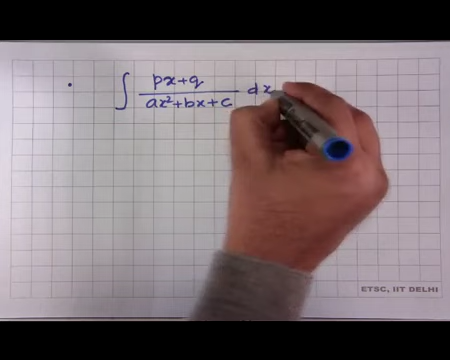 ∫ px+q / ax²+bx+c dx
ETSC, IIT DELHI